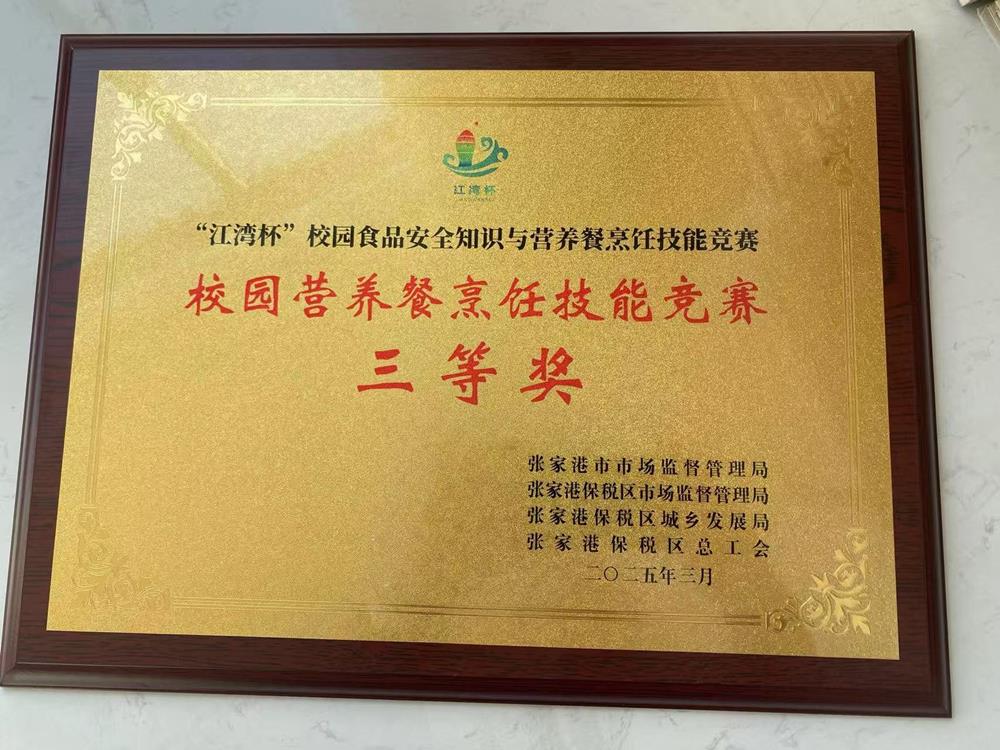 江湾杯
“江湾杯”校园食品安全知识与营养餐烹饪技能竞赛
校园营养餐烹饪技能竞赛
三等奖
张家港市市场监督管理局
张家港保税区市场监督管理局
张家港保税区城乡发展局
张家港保税区总工会
二〇二五年三月